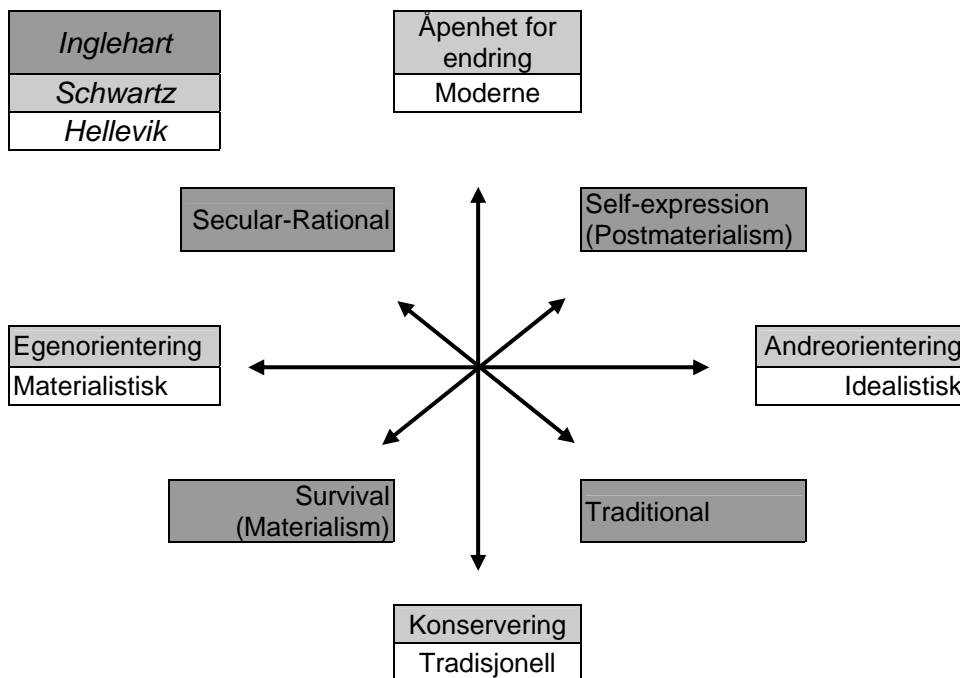 Inglehart
Schwartz
Hellevik
Åpenhet for
endring
Moderne
Secular-Rational
Self-expression
(Postmaterialism)
Egenorientering
Materialistisk
Andreorientering
Idealistisk
Survival
(Materialism)
Traditional
Konservering
Tradisjonell